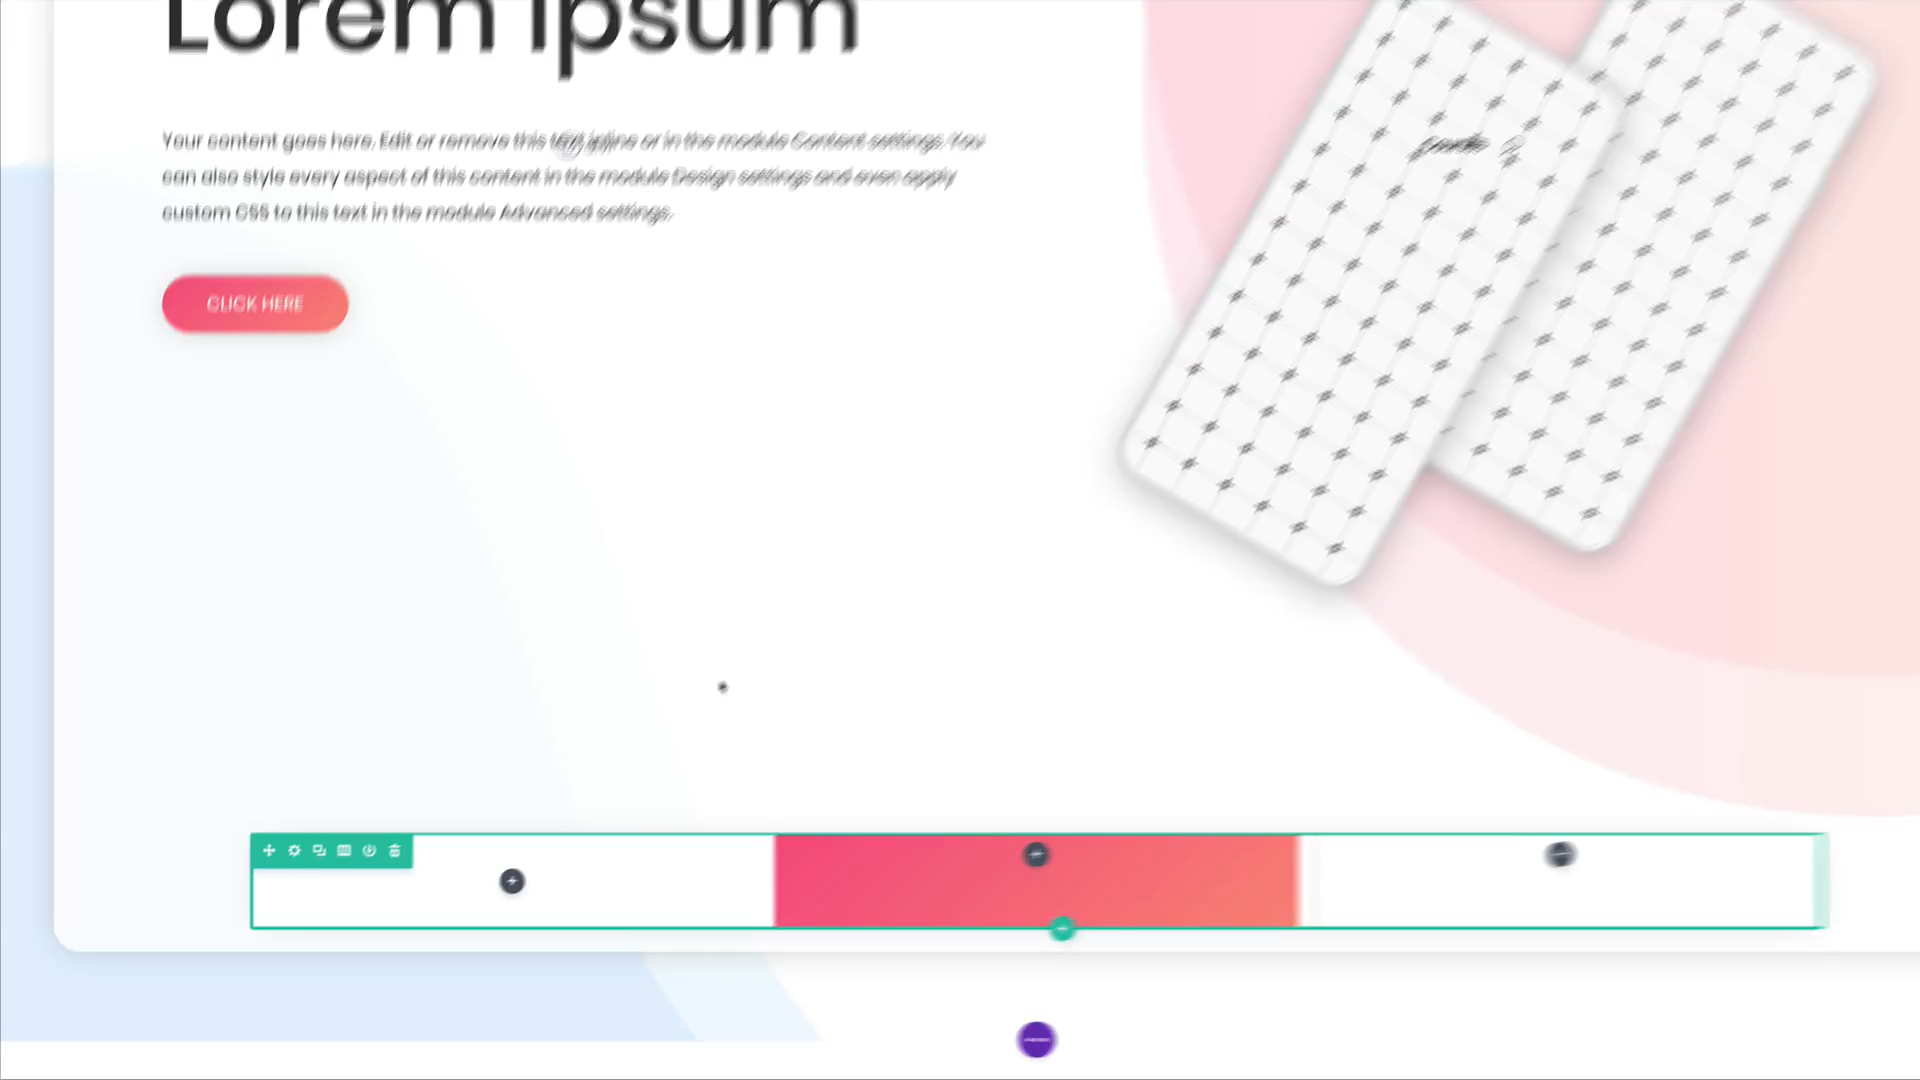 Lorem Ipsum
Your content goes here. Edit or remove this text inline or in the module Content settings. You
can also style every aspect of this content in the module Design settings and even apply
custom CSS to this text in the module Advanced settings.
CLICK HERE